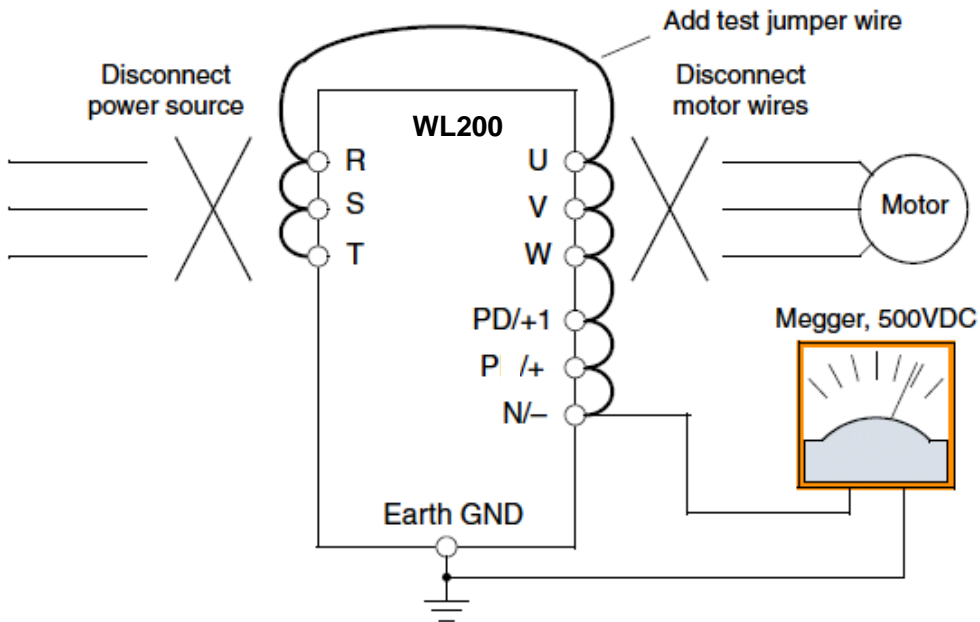 Add test jumper wire
Disconnect
power source
Disconnect
motor wires
WL200
R
S
T
U
V
W
PD/+1
P /+
N/–
Motor
Megger, 500VDC
Earth GND